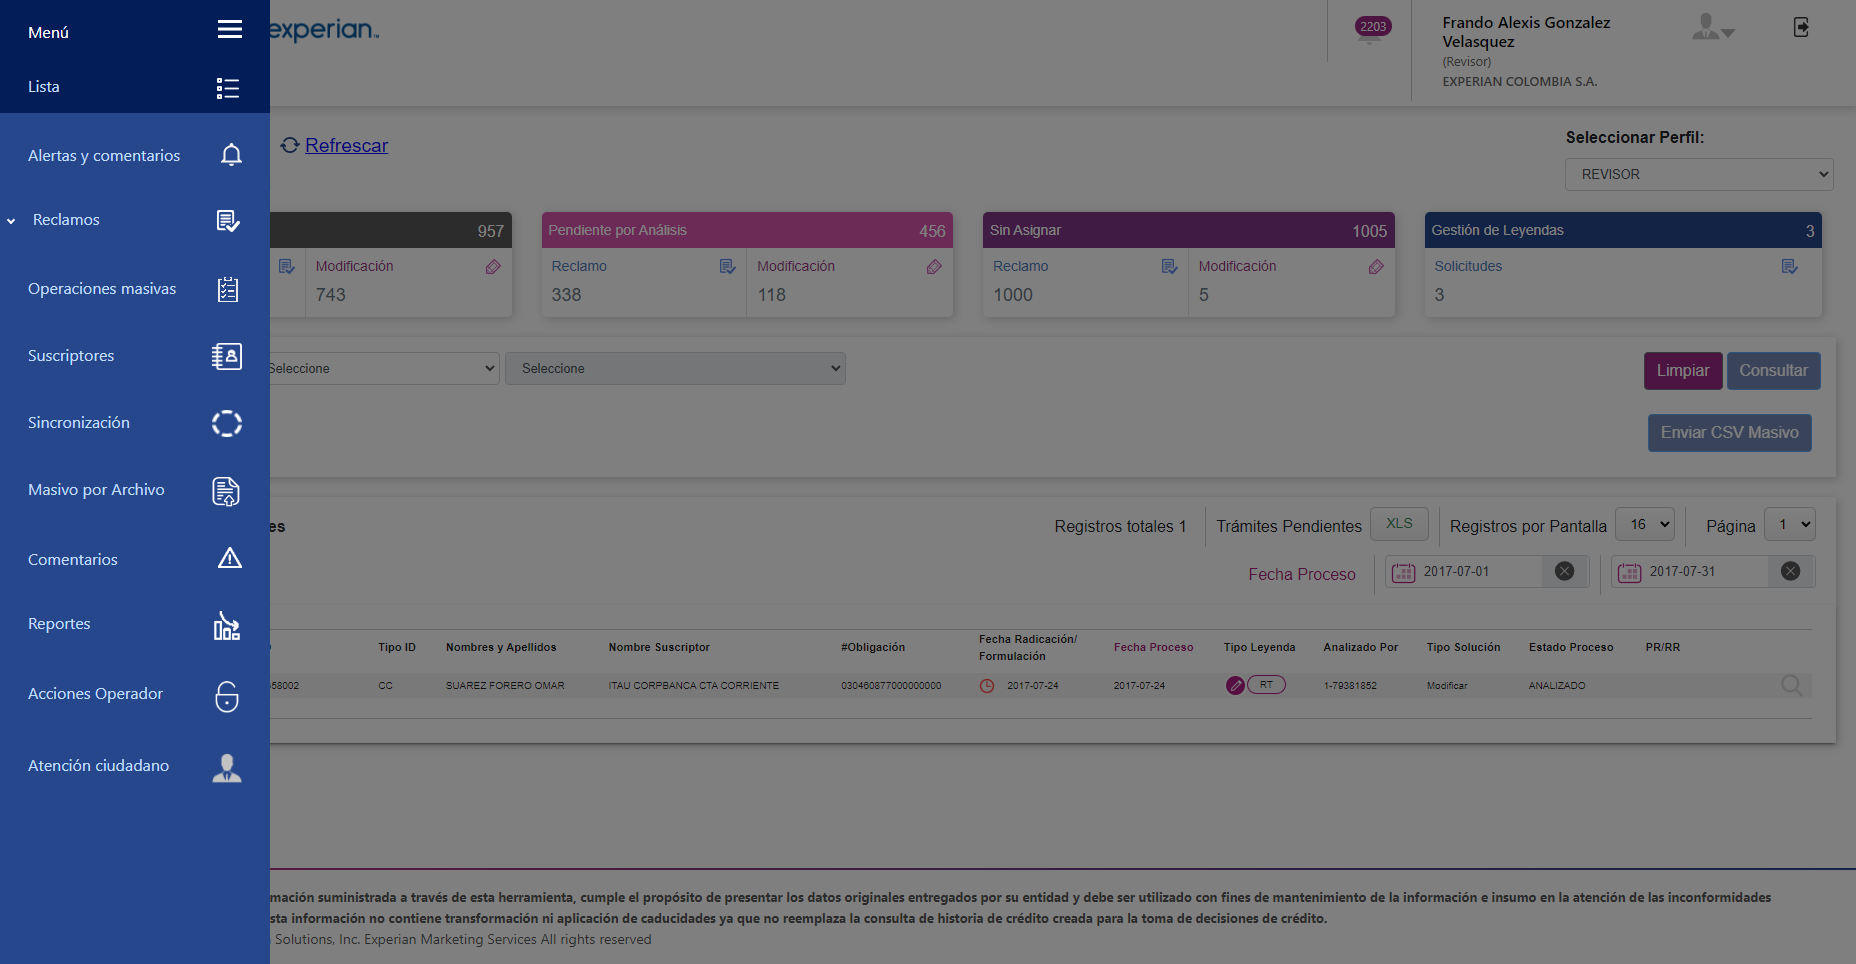 Menú
Lista
Alertas y comentarios
Reclamos
Operaciones masivas
Suscriptores
Sincronización
Masivo por Archivo
Comentarios
Reportes
Acciones Operador
Atención ciudadano
experian™
2203
Frando Alexis Gonzalez
Velasquez
(Revisor)
EXPERIAN COLOMBIA S.A.
Refrescar
Seleccionar Perfil:
REVISOR
957
Modificación
743
Pendiente por Análisis 456
Reclamo Modificación
338 118
Sin Asignar 1005
Reclamo Modificación
1000 5
Gestión de Leyendas 3
Solicitudes
3
Seleccione Seleccione
Limpiar Consultar
Enviar CSV Masivo
es
Registros totales 1 Trámites Pendientes XLS Registros por Pantalla 16 Página 1
Fecha Proceso 2017-07-01 2017-07-31
Tipo ID Nombres y Apellidos Nombre Suscriptor #Obligación Fecha Radicación/ Formulación Fecha Proceso Tipo Leyenda Analizado Por Tipo Solución Estado Proceso PR/RR
58002 CC SUAREZ FORERO OMAR ITAU CORPBANCA CTA CORRIENTE 030460877000000000 2017-07-24 2017-07-24 RT 1-79381852 Modificar ANALIZADO
mación suministrada a través de esta herramienta, cumple el propósito de presentar los datos originales entregados por su entidad y debe ser utilizado con fines de mantenimiento de la información e insumo en la atención de las inconformidades
sta información no contiene transformación ni aplicación de caducidades ya que no reemplaza la consulta de historia de crédito creada para la toma de decisiones de crédito.
Solutions, Inc. Experian Marketing Services All rights reserved